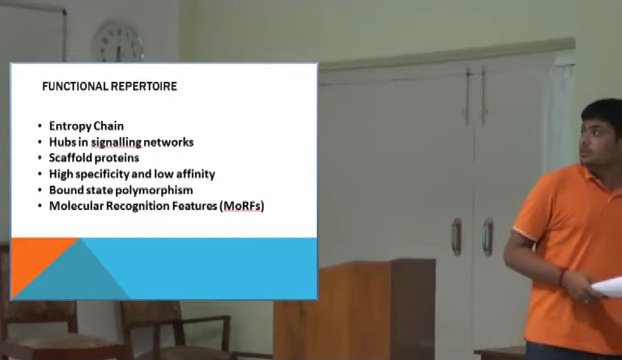 FUNCTIONAL REPERTOIRE
• Entropy Chain
• Hubs in signalling networks
• Scaffold proteins
• High specificity and low affinity
• Bound state polymorphism
• Molecular Recognition Features (MoRFs)